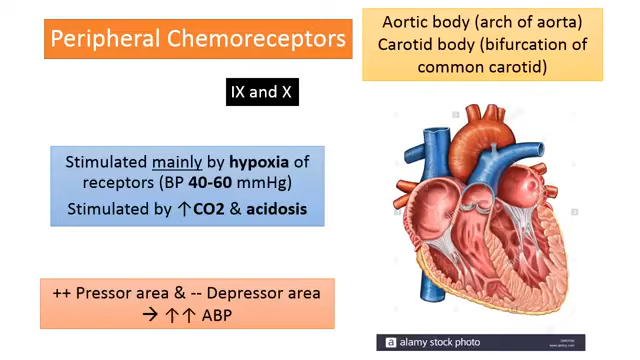 Peripheral Chemoreceptors
Aortic body (arch of aorta)
Carotid body (bifurcation of
common carotid)
IX and X
Stimulated mainly by hypoxia of
receptors (BP 40-60 mmHg)
Stimulated by ↑CO2 & acidosis
++ Pressor area & -- Depressor area
→ ↑↑ ABP
a alamy stock photo